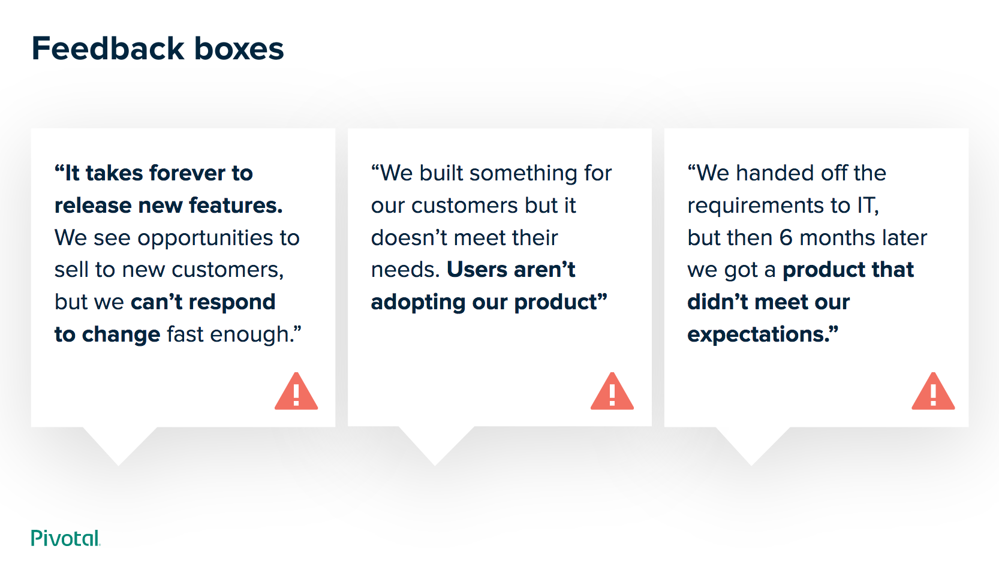 Feedback boxes
“It takes forever to
release new features.
We see opportunities to
sell to new customers,
but we can’t respond
to change fast enough.”
“We built something for
our customers but it
doesn’t meet their
needs. Users aren’t
adopting our product”
“We handed off the
requirements to IT,
but then 6 months later
we got a product that
didn’t meet our
expectations.”
Pivotal